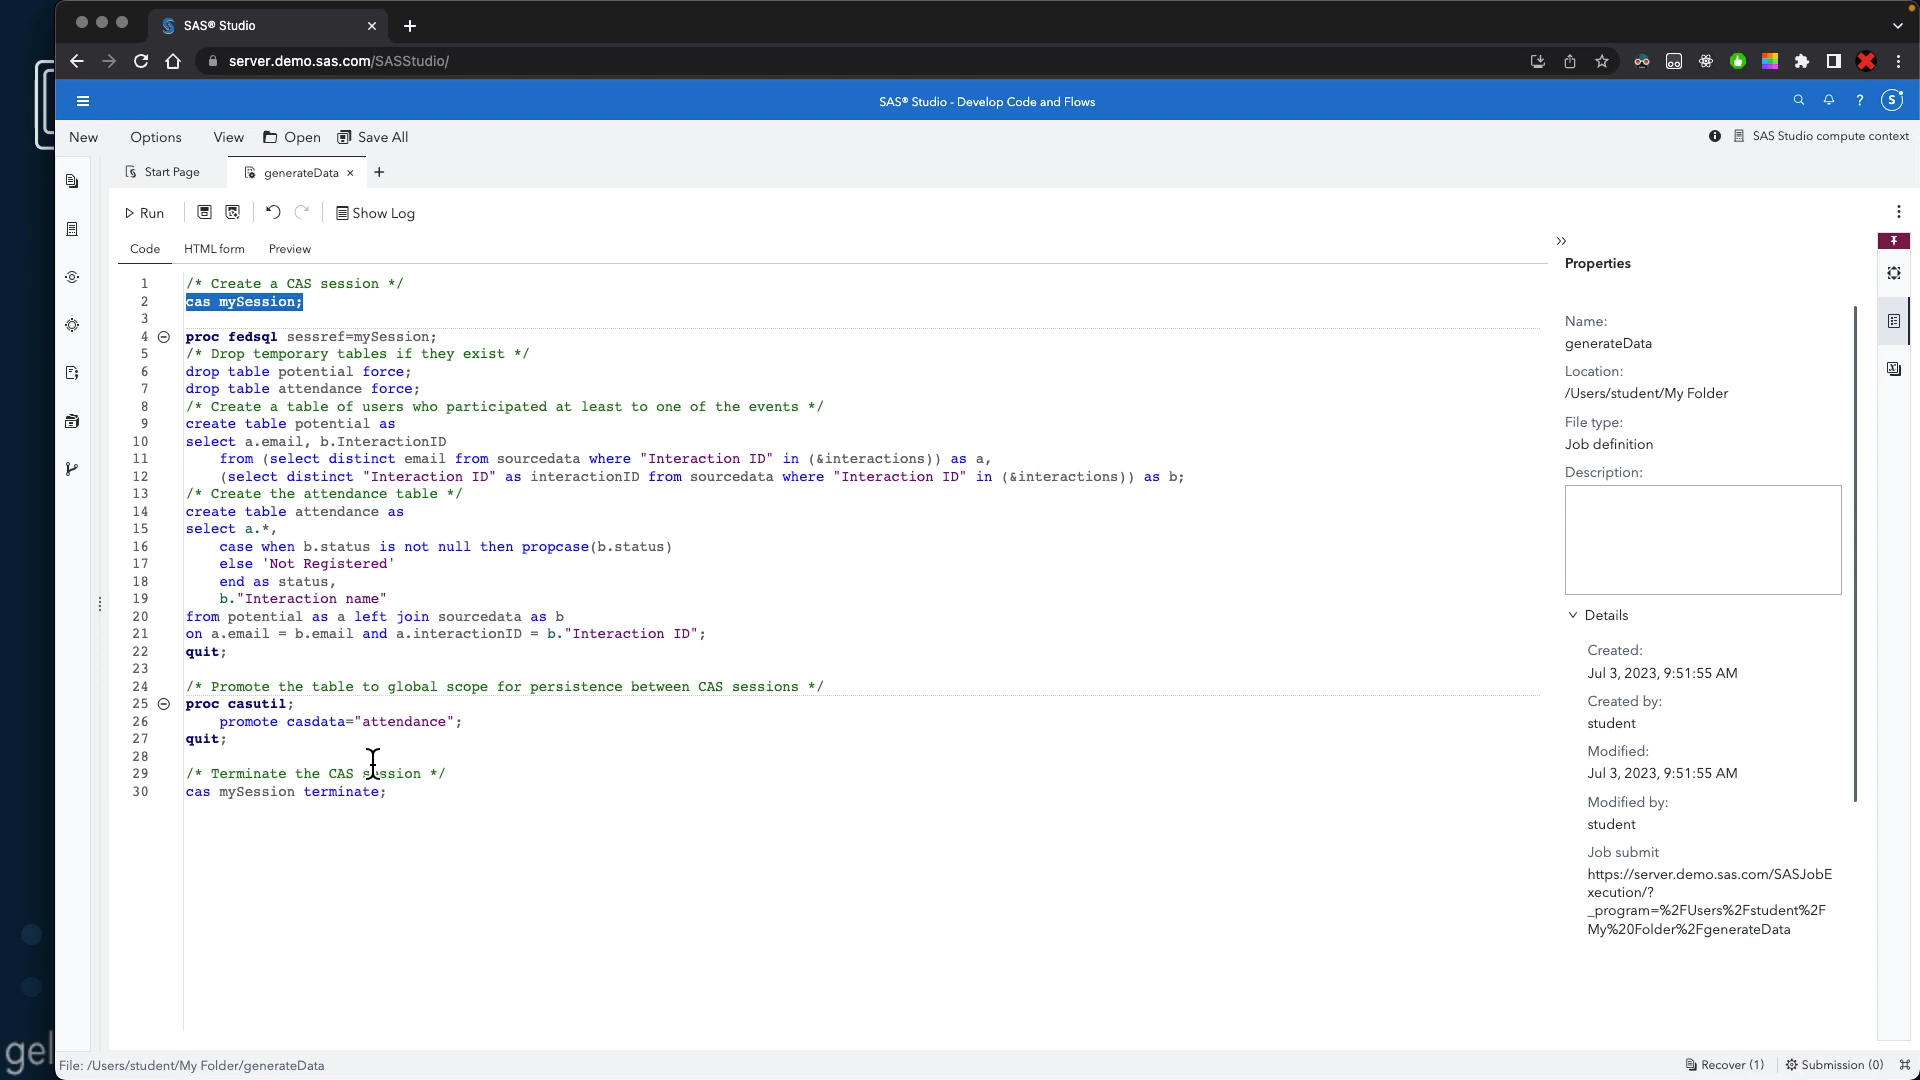 SAS® Studio
server.demo.sas.com/SASStudio/
SAS® Studio - Develop Code and Flows
New Options View Open Save All
SAS Studio compute context
Start Page generateData
Run Show Log
Code HTML form Preview
1 /* Create a CAS session */
2 cas mySession;
3
4 proc fedsql sessref=mySession;
5 /* Drop temporary tables if they exist */
6 drop table potential force;
7 drop table attendance force;
8 /* Create a table of users who participated at least to one of the events */
9 create table potential as
10 select a.email, b.InteractionID
11 from (select distinct email from sourcedata where "Interaction ID" in (&interactions)) as a,
12 (select distinct "Interaction ID" as interactionID from sourcedata where "Interaction ID" in (&interactions)) as b;
13 /* Create the attendance table */
14 create table attendance as
15 select a.*,
16 case when b.status is not null then propcase(b.status)
17 else 'Not Registered'
18 end as status,
19 b."Interaction name"
20 from potential as a left join sourcedata as b
21 on a.email = b.email and a.interactionID = b."Interaction ID";
22 quit;
23
24 /* Promote the table to global scope for persistence between CAS sessions */
25 proc casutil;
26 promote casdata="attendance";
27 quit;
28
29 /* Terminate the CAS session */
30 cas mySession terminate;
Properties
Name:
generateData
Location:
/Users/student/My Folder
File type:
Job definition
Description:
Details
Created:
Jul 3, 2023, 9:51:55 AM
Created by:
student
Modified:
Jul 3, 2023, 9:51:55 AM
Modified by:
student
Job submit
https://server.demo.sas.com/SASJobE
xecution/?
_program=%2FUsers%2Fstudent%2F
My%20Folder%2FgenerateData
gel
File: /Users/student/My Folder/generateData
Recover (1) Submission (0)